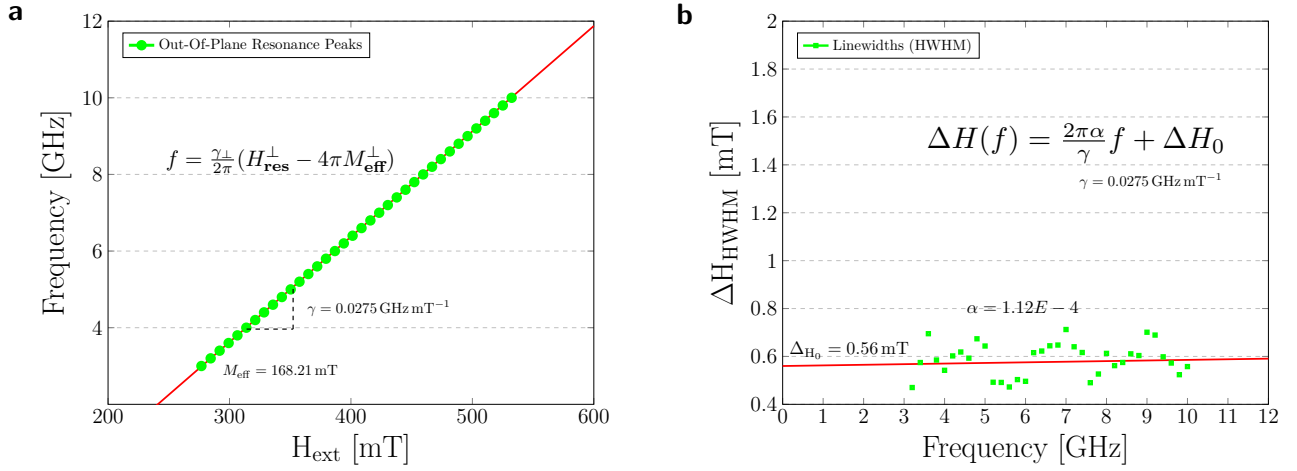 a
Out-Of-Plane Resonance Peaks
12
10
8
6
4
Frequency [GHz]
f = γ⊥/2π (H⊥res − 4πM⊥eff)
γ = 0.0275 GHz mT−1
Meff = 168.21 mT
200 300 400 500 600
Hext [mT]
b
Linewidths (HWHM)
2
1.8
1.6
1.4
1.2
1
0.8
0.6
0.4
ΔHHWHM [mT]
ΔH(f) = 2πα/γ f + ΔH0
γ = 0.0275 GHz mT−1
α = 1.12E − 4
ΔH0 = 0.56 mT
0 1 2 3 4 5 6 7 8 9 10 11 12
Frequency [GHz]